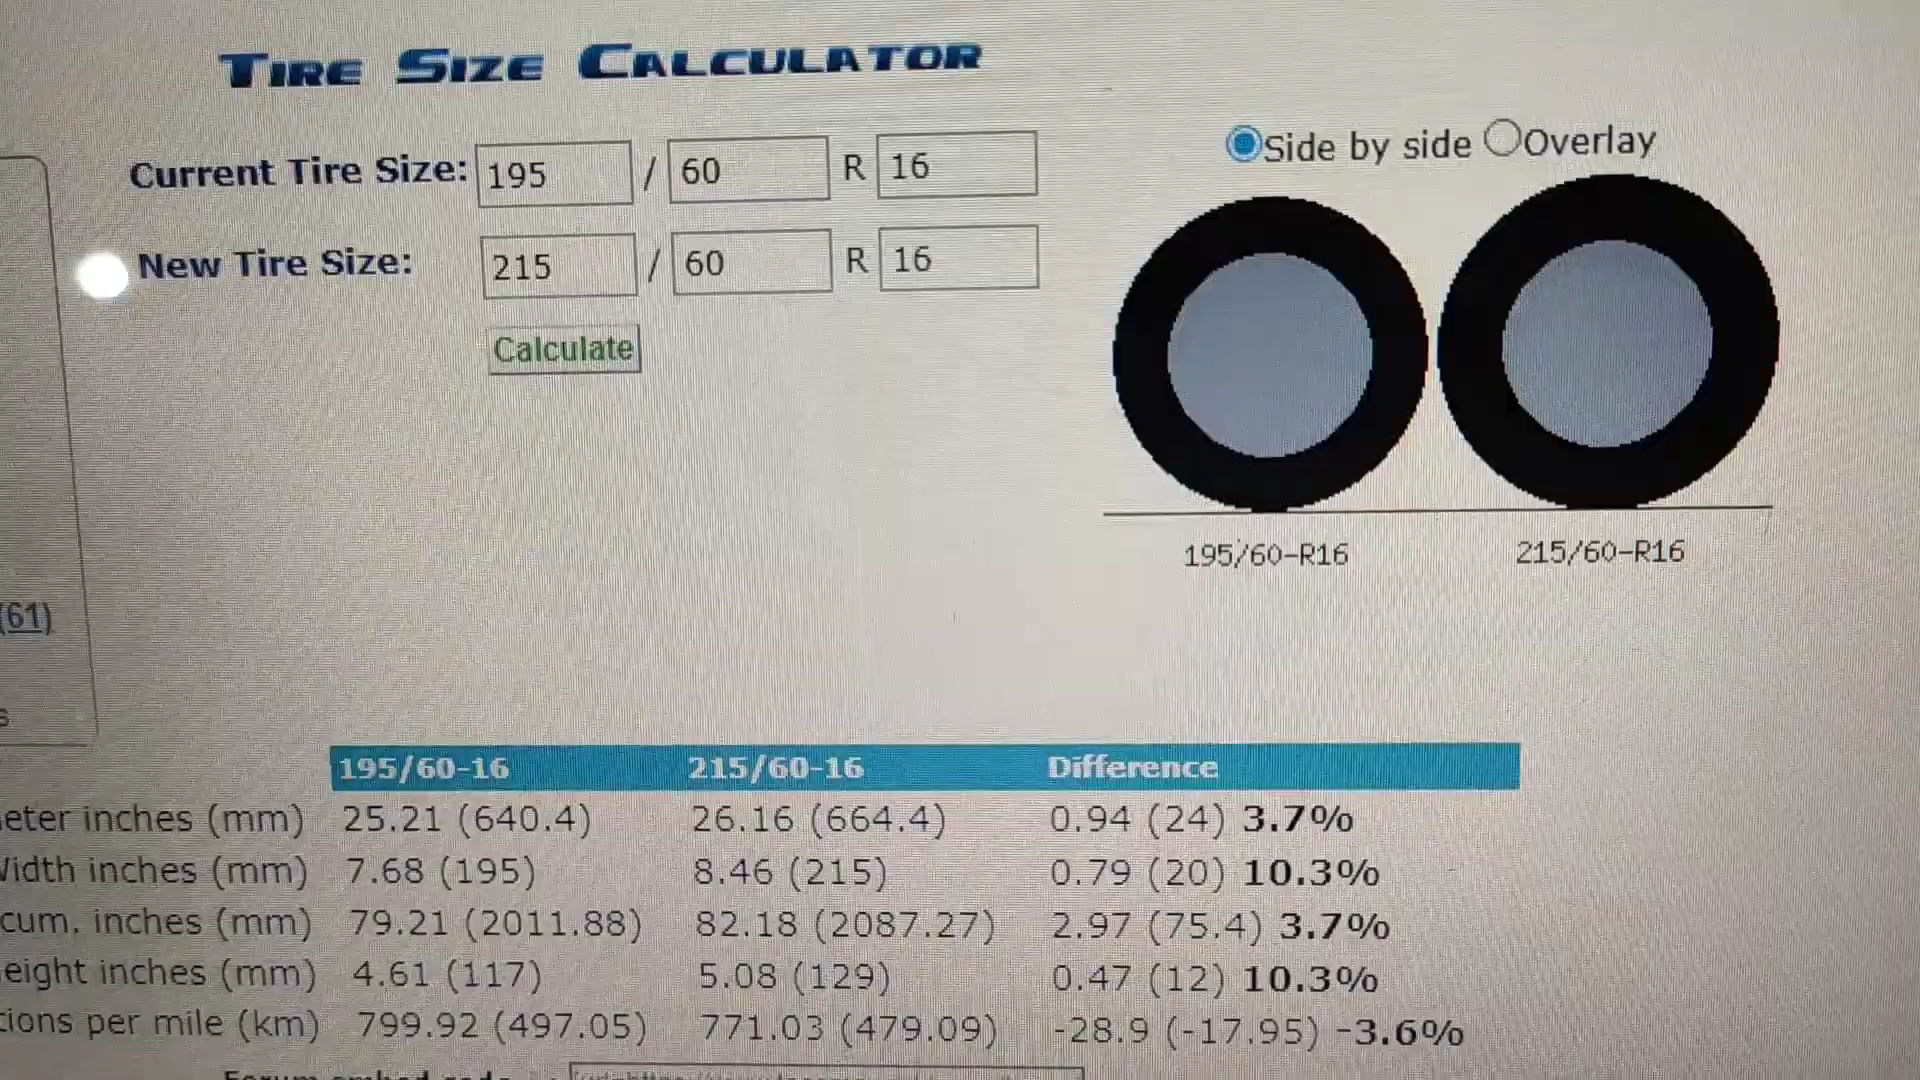 TIRE SIZE CALCULATOR
Side by side Overlay
Current Tire Size: 195 / 60 R 16
New Tire Size: 215 / 60 R 16
Calculate
195/60-R16 215/60-R16
(61)
s
195/60-16 215/60-16 Difference
eter inches (mm) 25.21 (640.4) 26.16 (664.4) 0.94 (24) 3.7%
Width inches (mm) 7.68 (195) 8.46 (215) 0.79 (20) 10.3%
cum. inches (mm) 79.21 (2011.88) 82.18 (2087.27) 2.97 (75.4) 3.7%
eight inches (mm) 4.61 (117) 5.08 (129) 0.47 (12) 10.3%
tions per mile (km) 799.92 (497.05) 771.03 (479.09) -28.9 (-17.95) -3.6%